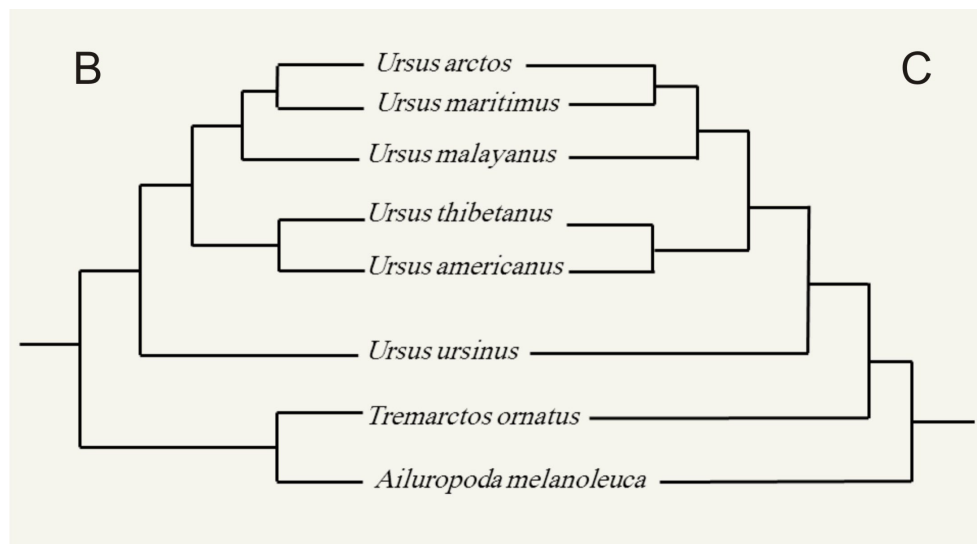 B
C
Ursus arctos
Ursus maritimus
Ursus malayanus
Ursus thibetanus
Ursus americanus
Ursus ursinus
Tremarctos ornatus
Ailuropoda melanoleuca